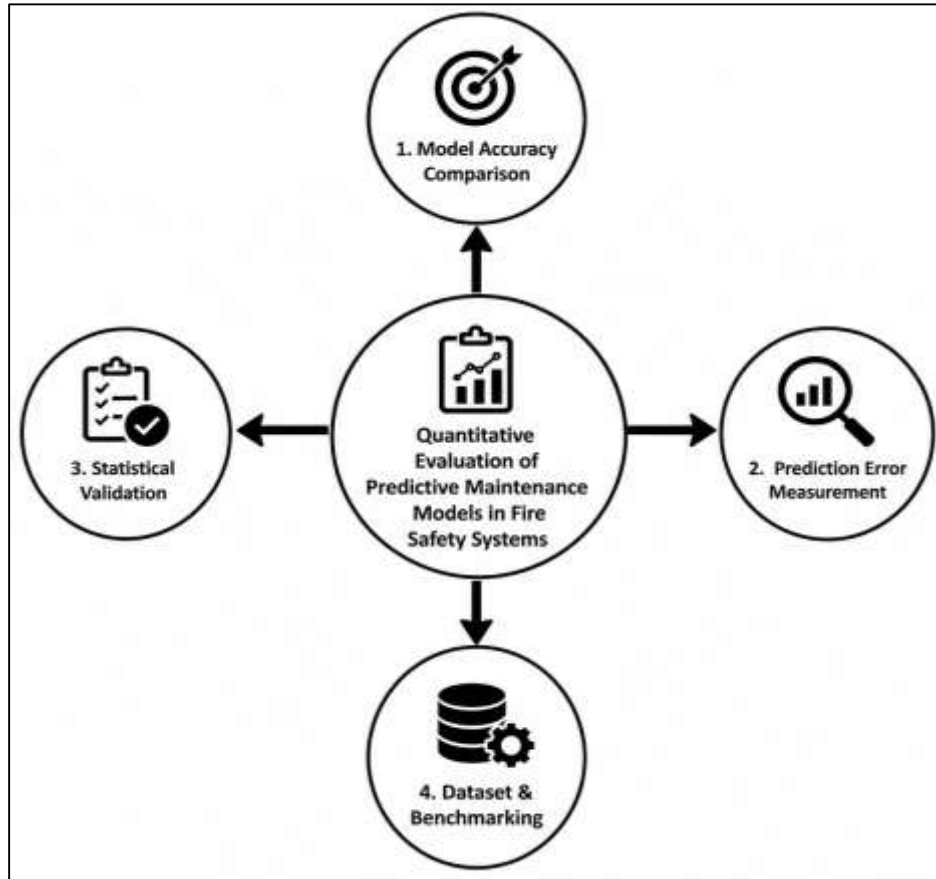 1. Model Accuracy
Comparison
Quantitative
Evaluation of
Predictive Maintenance
Models in Fire
Safety Systems
2. Prediction Error
Measurement
3. Statistical
Validation
4. Dataset &
Benchmarking